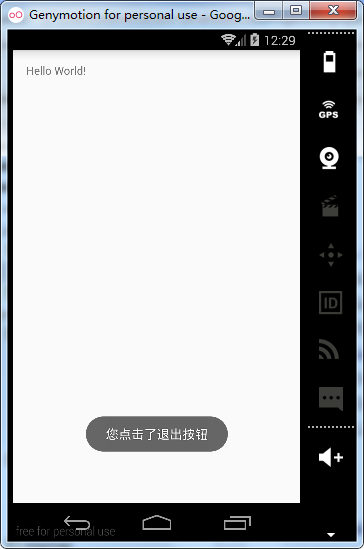 Genymotion for personal use - Goog...
12:29
GPS
Hello World!
ID
您点击了退出按钮
free for personal use